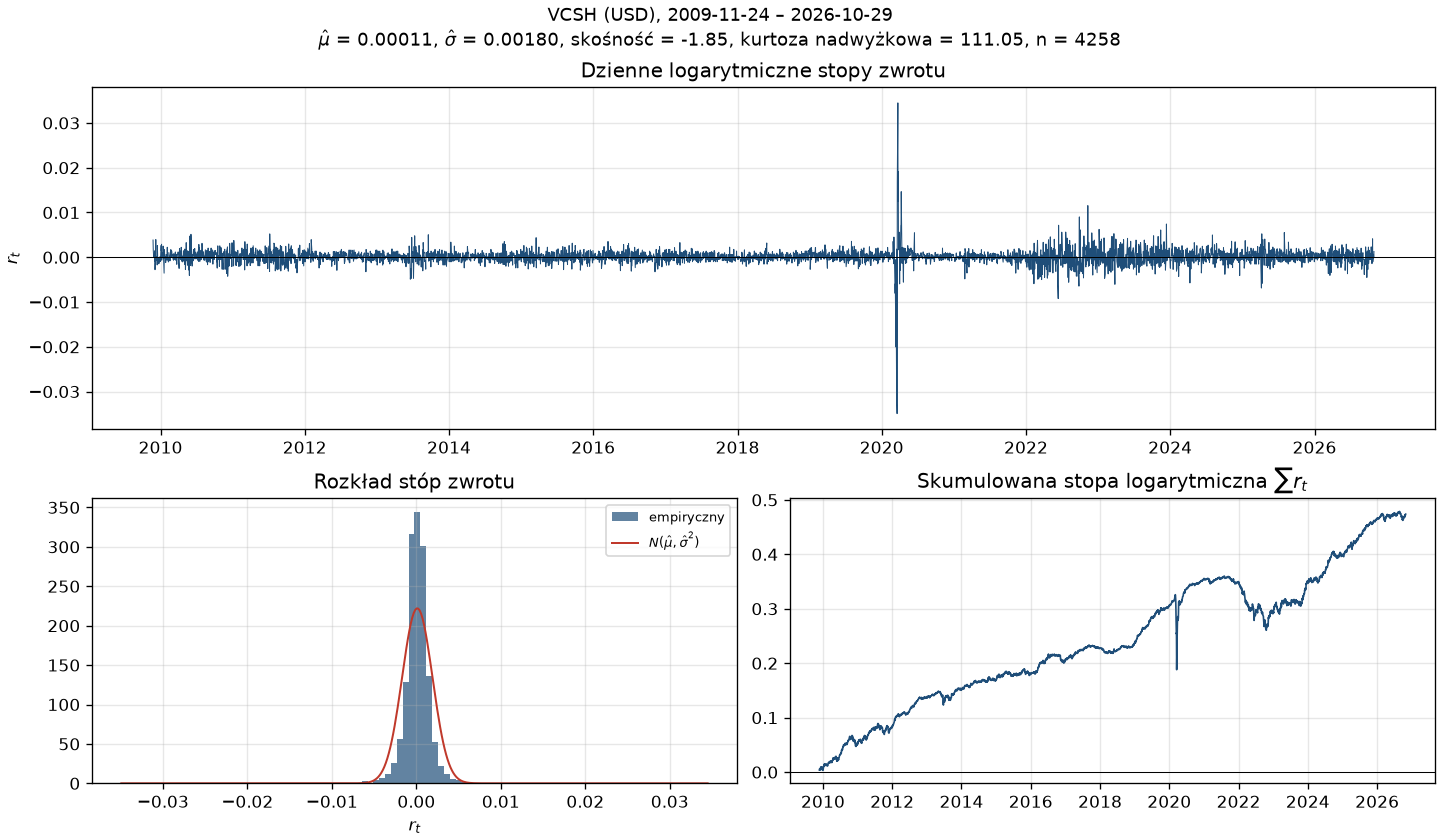 VCSH (USD), 2009-11-24 – 2026-10-29
μ̂ = 0.00011, σ̂ = 0.00180, skośność = -1.85, kurtoza nadwyżkowa = 111.05, n = 4258
Dzienne logarytmiczne stopy zwrotu
0.03
0.02
0.01
0.00
−0.01
−0.02
−0.03
r_t
2010 2012 2014 2016 2018 2020 2022 2024 2026
Rozkład stóp zwrotu
350
300
250
200
150
100
50
0
empiryczny
N(μ̂, σ̂²)
−0.03 −0.02 −0.01 0.00 0.01 0.02 0.03
r_t
Skumulowana stopa logarytmiczna ∑r_t
0.5
0.4
0.3
0.2
0.1
0.0
2010 2012 2014 2016 2018 2020 2022 2024 2026